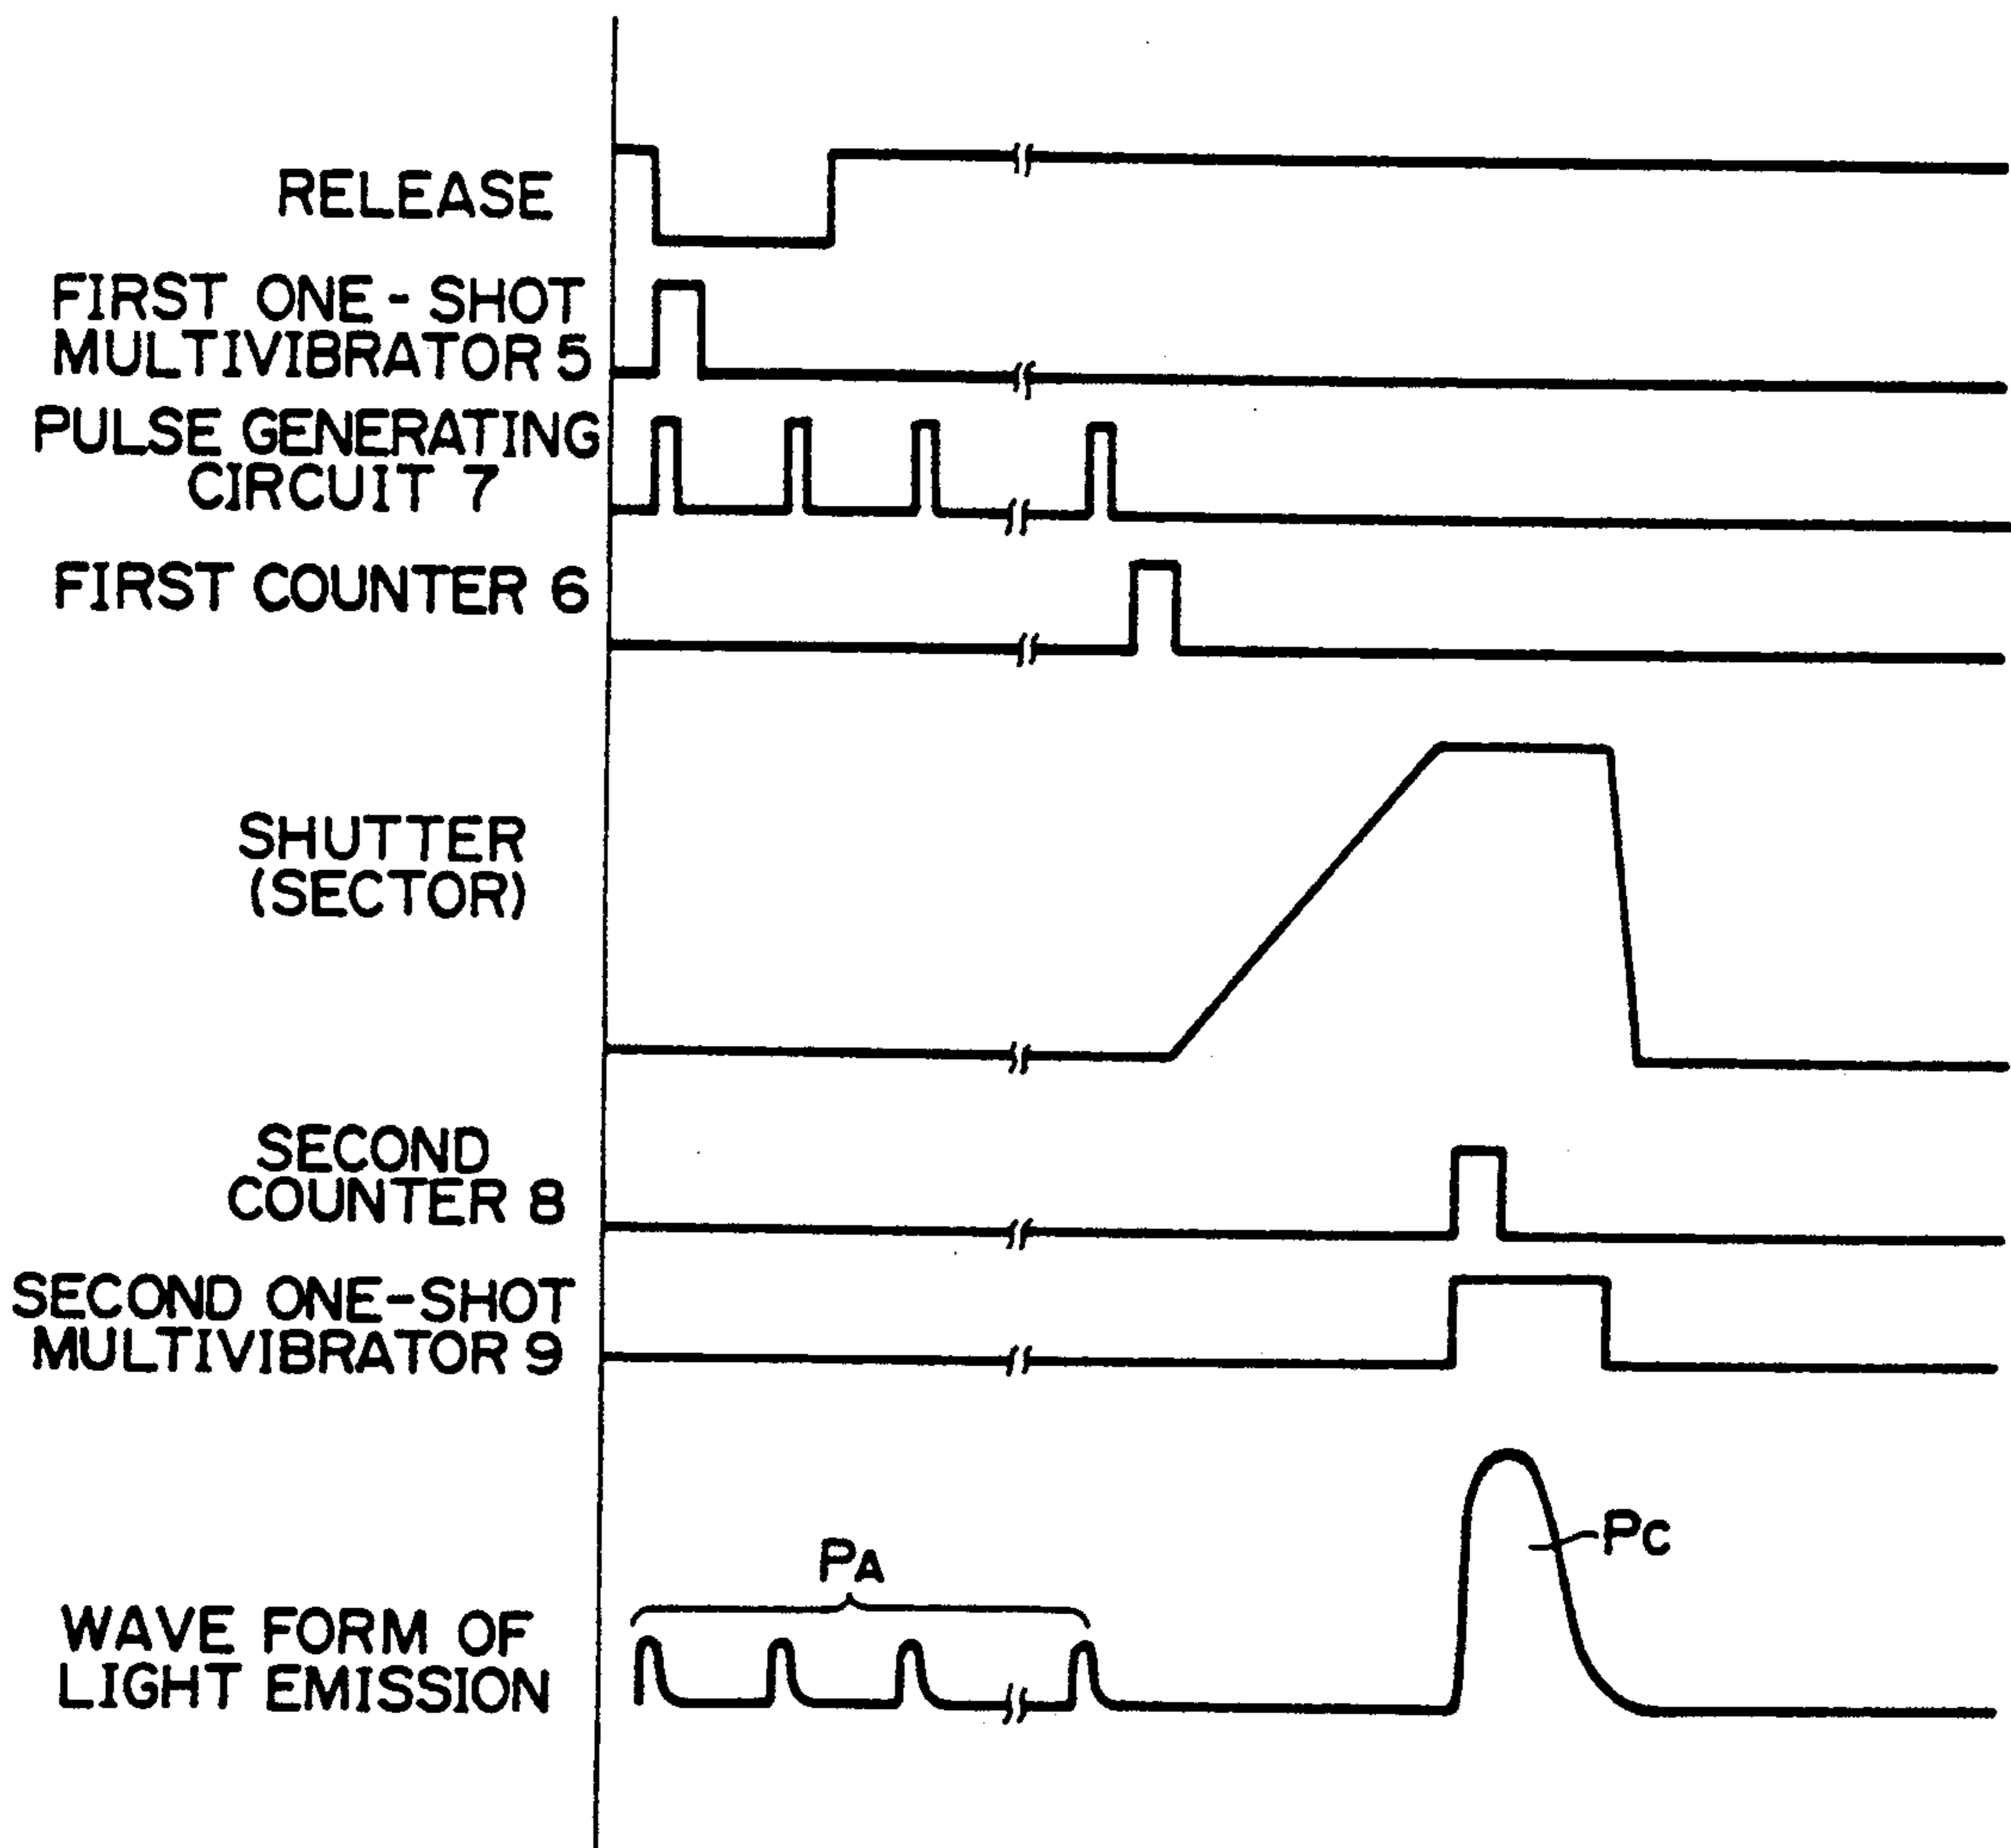 RELEASE
FIRST ONE-SHOT
MULTIVIBRATOR 5
PULSE GENERATING
CIRCUIT 7
FIRST COUNTER 6
SHUTTER
(SECTOR)
SECOND
COUNTER 8
SECOND ONE-SHOT
MULTIVIBRATOR 9
PC
PA
WAVE FORM OF
LIGHT EMISSION